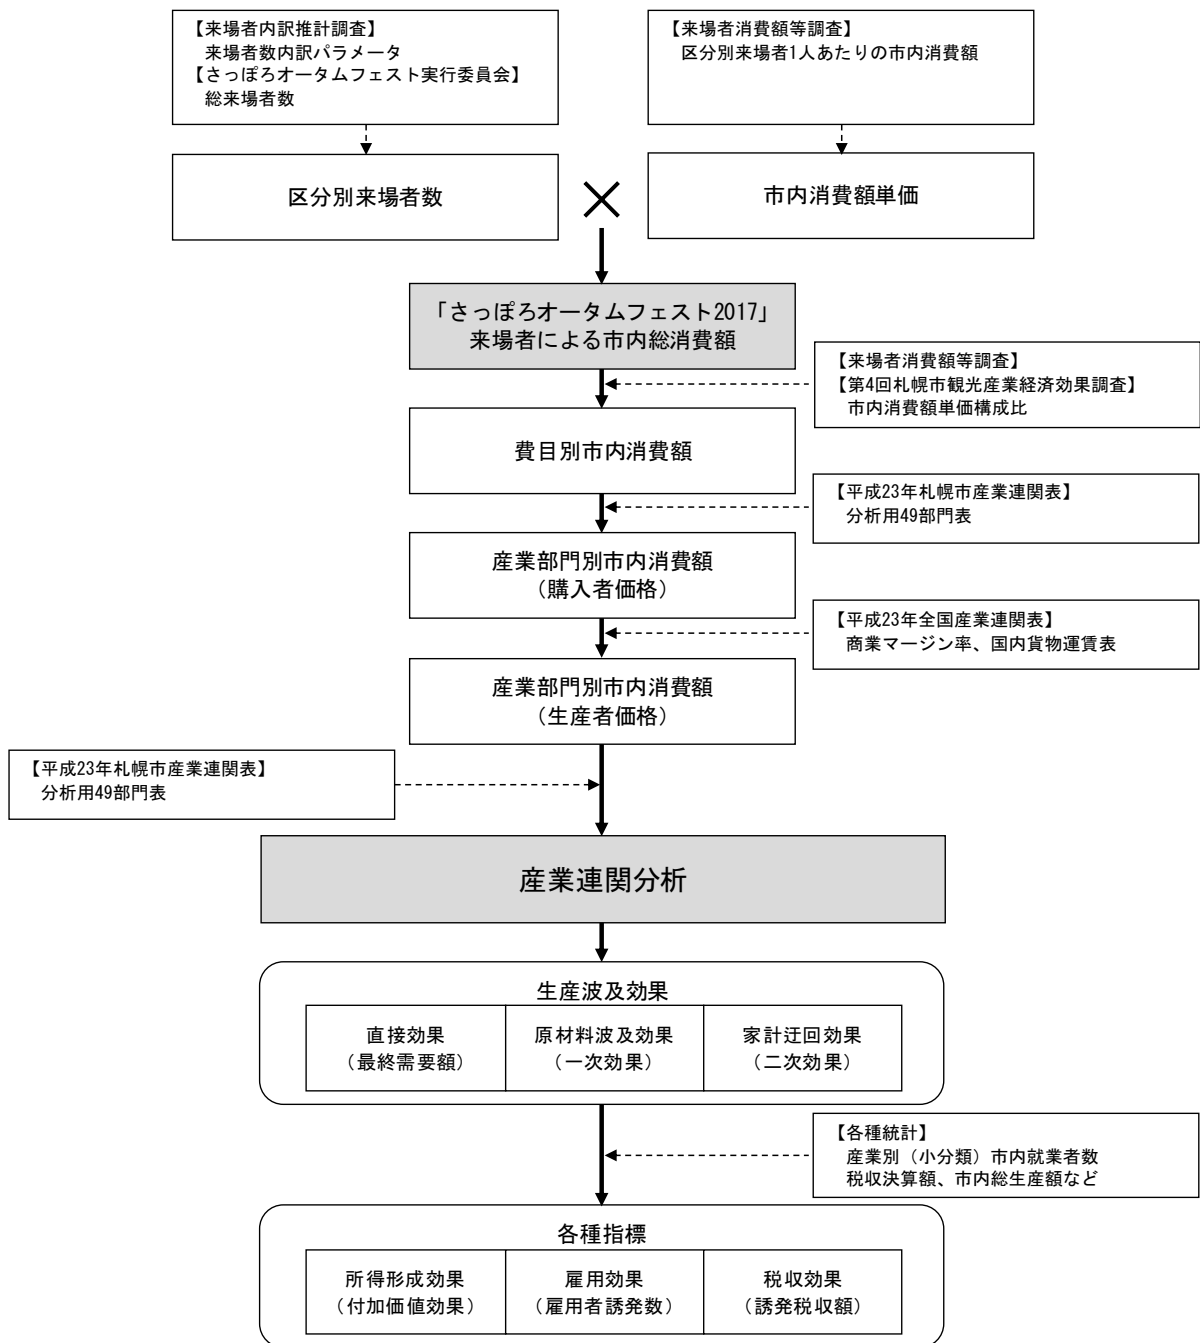 【来場者内訳推計調査】
来場者数内訳パラメータ
【さっぽろオータムフェスト実行委員会】
総来場者数
【来場者消費額等調査】
区分別来場者1人あたりの市内消費額
区分別来場者数
市内消費額単価
「さっぽろオータムフェスト2017」
来場者による市内総消費額
【来場者消費額等調査】
【第4回札幌市観光産業経済効果調査】
市内消費額単価構成比
費目別市内消費額
【平成23年札幌市産業連関表】
分析用49部門表
産業部門別市内消費額
（購入者価格）
【平成23年全国産業連関表】
商業マージン率、国内貨物運賃表
産業部門別市内消費額
（生産者価格）
【平成23年札幌市産業連関表】
分析用49部門表
産業連関分析
生産波及効果
直接効果
（最終需要額）
原材料波及効果
（一次効果）
家計迂回効果
（二次効果）
【各種統計】
産業別（小分類）市内就業者数
税収決算額、市内総生産額など
各種指標
所得形成効果
（付加価値効果）
雇用効果
（雇用者誘発数）
税収効果
（誘発税収額）